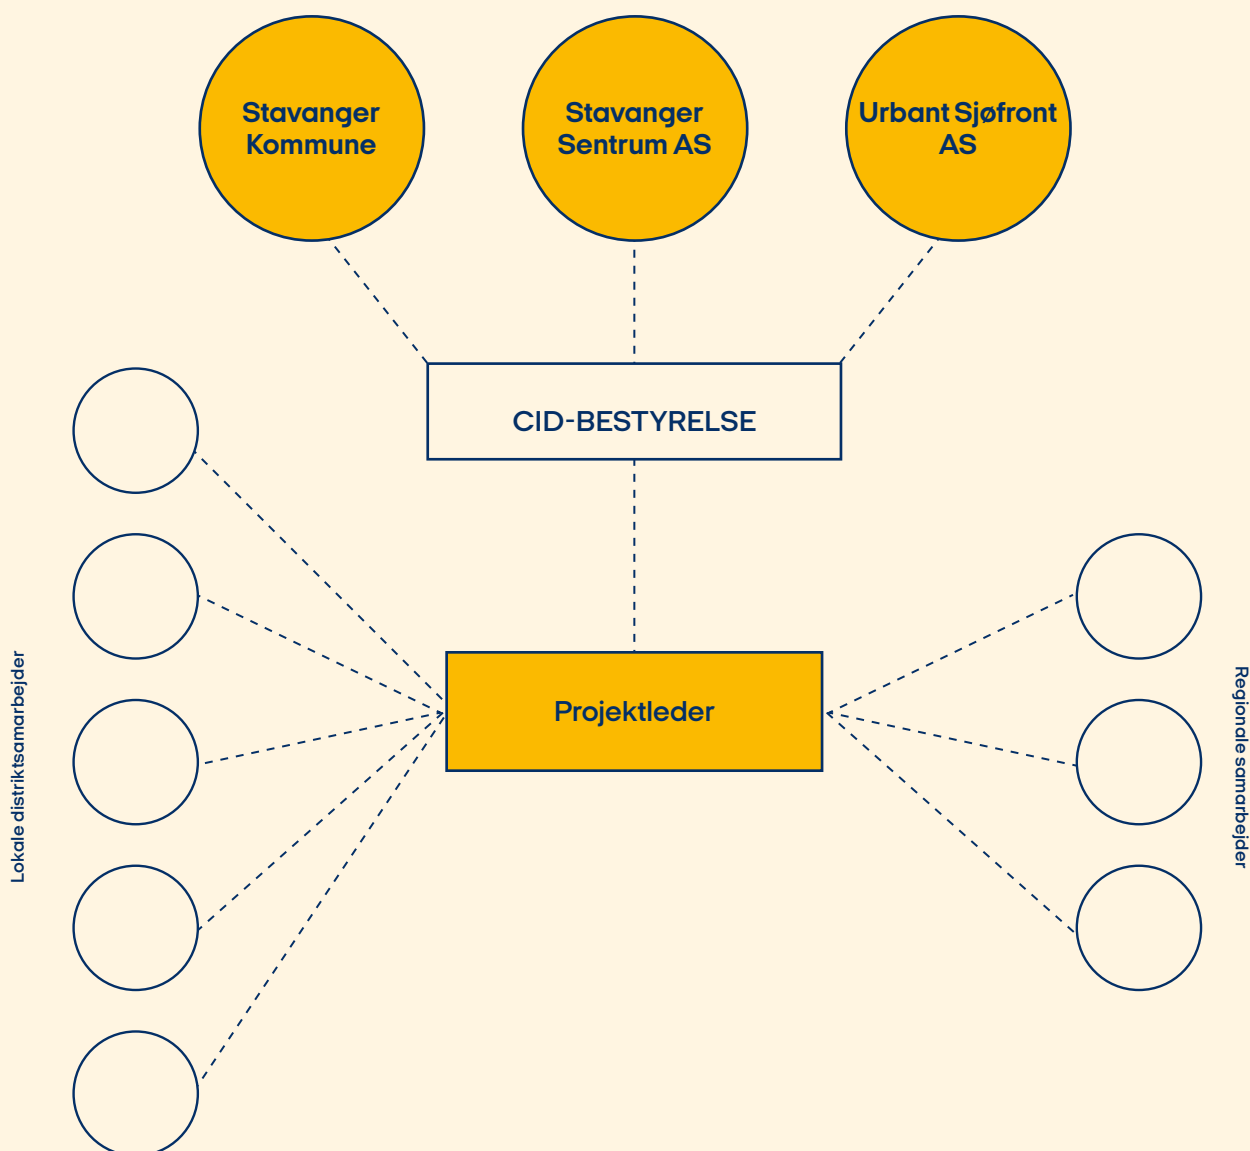 Stavanger
Kommune
Stavanger
Sentrum AS
Urbant Sjøfront
AS
CID-BESTYRELSE
Projektleder
Lokale distriktsamarbejder
Regionale samarbejder